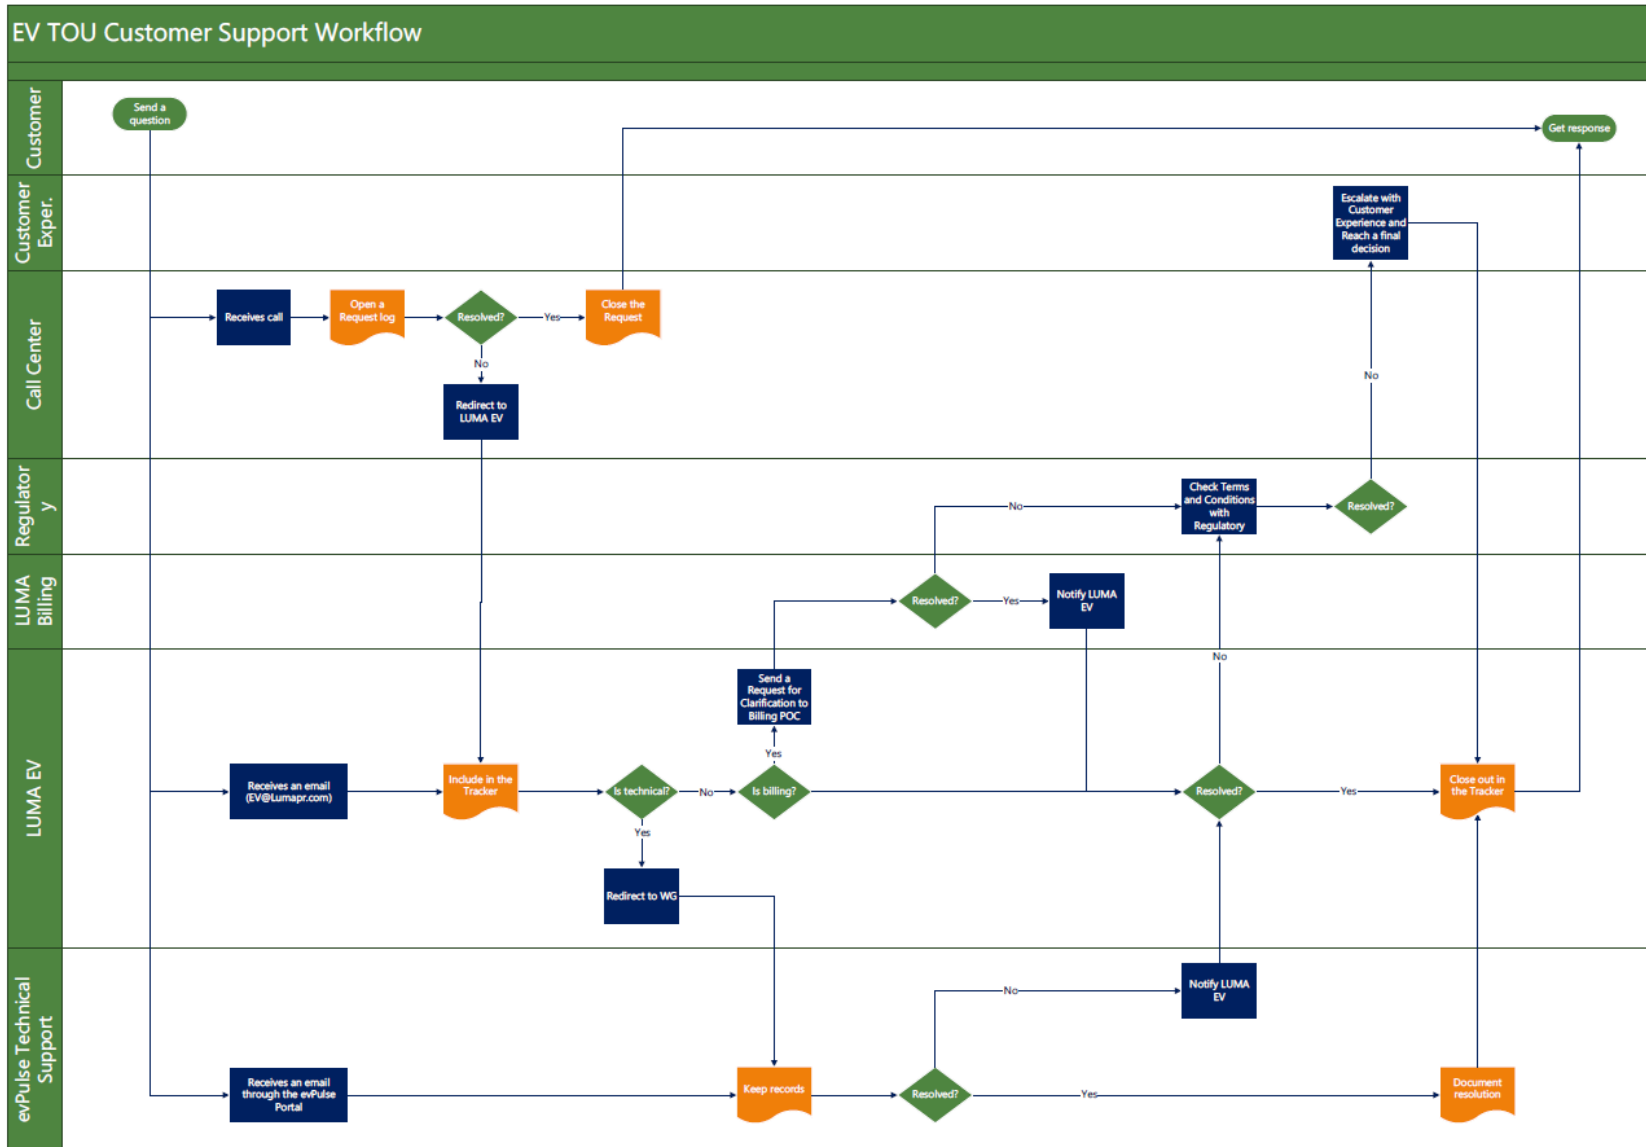 EV TOU Customer Support Workflow
Customer
Send a
question
Get response
Customer
Exper.
Escalate with
Customer
Experience and
Reach a final
decision
Call Center
Receives call
Open a
Request log
Resolved?
Yes
Close the
Request
No
Redirect to
LUMA EV
No
Regulator
y
No
Check Terms
and Conditions
with
Regulatory
Resolved?
LUMA
Billing
Resolved?
Yes
Notify LUMA
EV
No
LUMA EV
Send a
Request for
Clarification to
Billing POC
Yes
Receives an email
(EV@Lumapr.com)
Include in the
Tracker
Is technical?
No
Is billing?
Resolved?
Yes
Close out in
the Tracker
Yes
Redirect to WG
evPulse Technical
Support
No
Notify LUMA
EV
Receives an email
through the evPulse
Portal
Keep records
Resolved?
Yes
Document
resolution